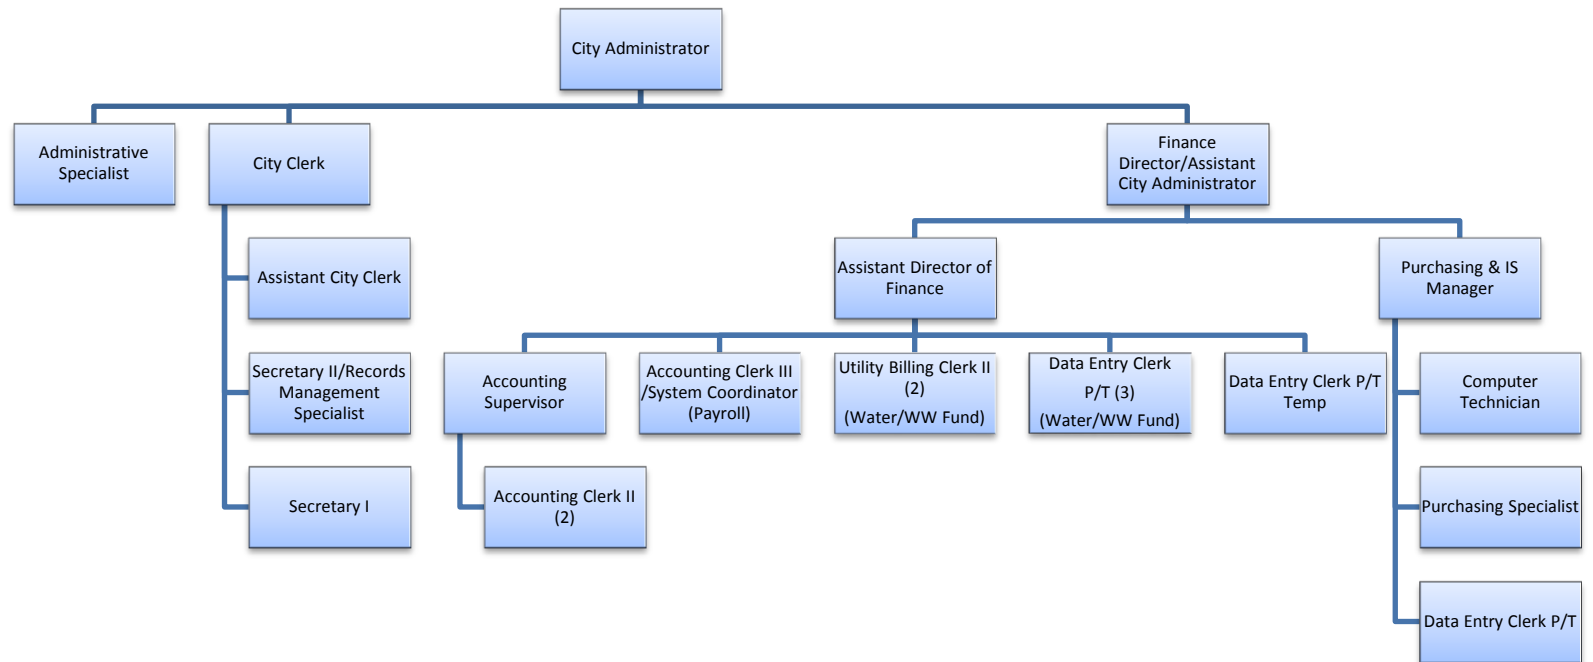 City Administrator
Administrative
Specialist
City Clerk
Finance
Director/Assistant
City Administrator
Assistant City Clerk
Assistant Director of
Finance
Purchasing & IS
Manager
Secretary II/Records
Management
Specialist
Accounting
Supervisor
Accounting Clerk III
/System Coordinator
(Payroll)
Utility Billing Clerk II
(2)
(Water/WW Fund)
Data Entry Clerk
P/T (3)
(Water/WW Fund)
Data Entry Clerk P/T
Temp
Computer
Technician
Secretary I
Accounting Clerk II
(2)
Purchasing Specialist
Data Entry Clerk P/T